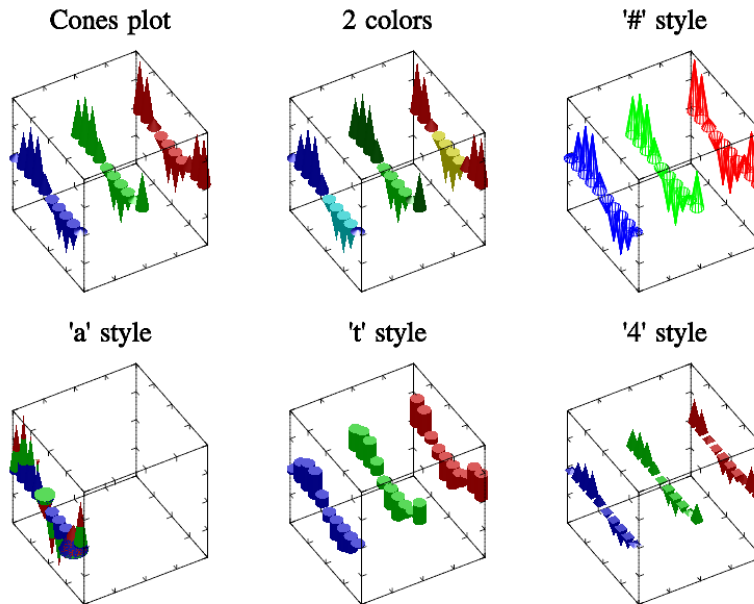 Cones plot
2 colors
'#' style
'a' style
't' style
'4' style